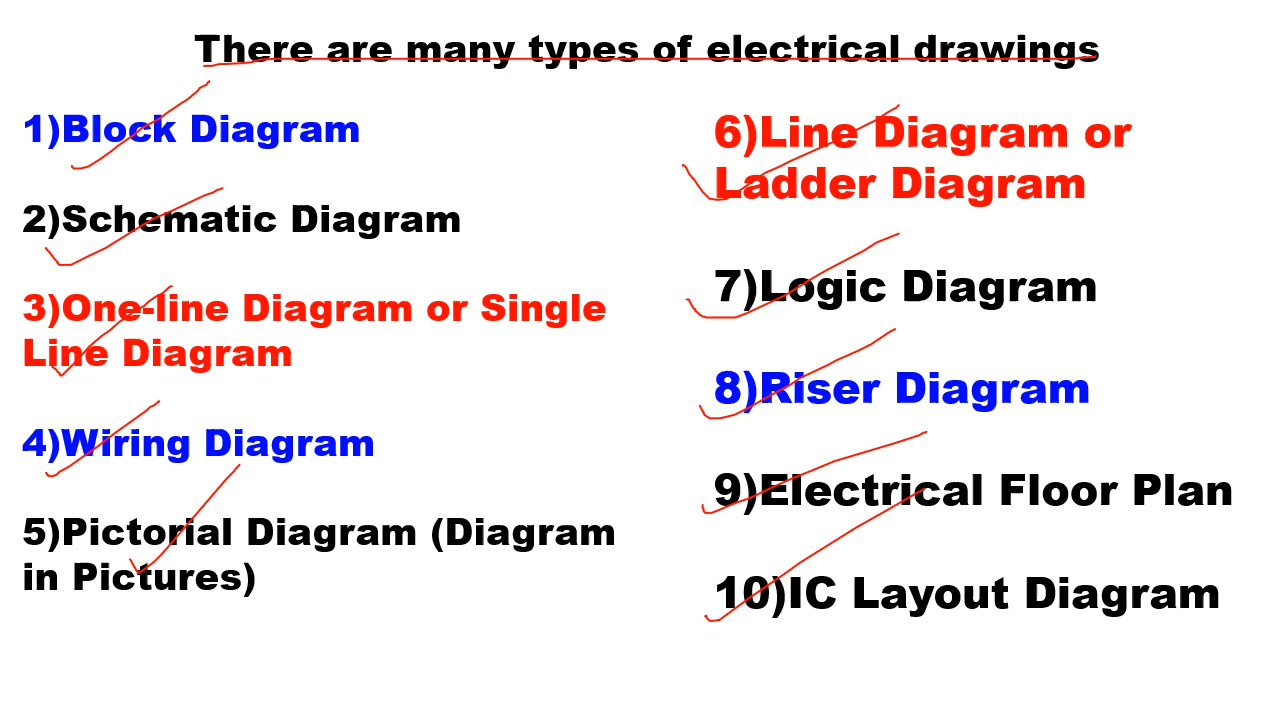 There are many types of electrical drawings
1)Block Diagram
2)Schematic Diagram
3)One-line Diagram or Single
Line Diagram
4)Wiring Diagram
5)Pictorial Diagram (Diagram
in Pictures)
6)Line Diagram or
Ladder Diagram
7)Logic Diagram
8)Riser Diagram
9)Electrical Floor Plan
10)IC Layout Diagram